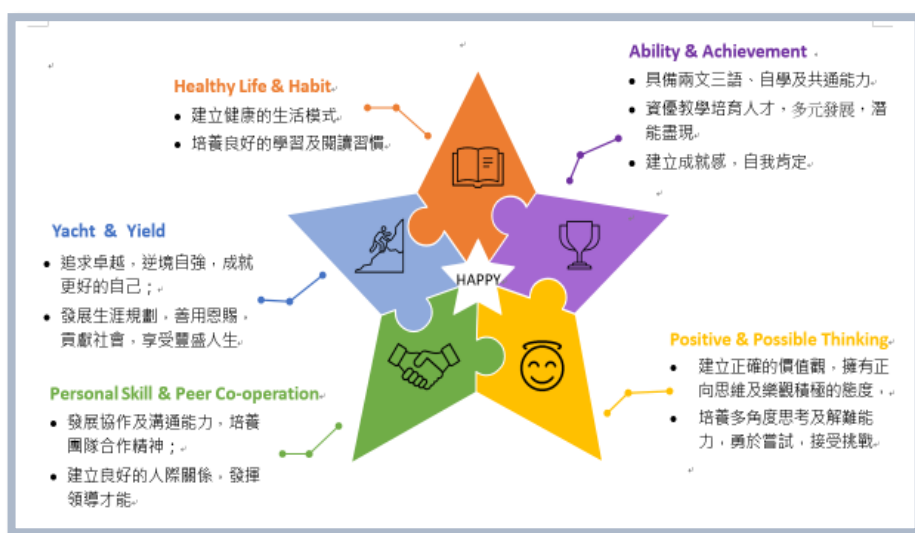 Healthy Life & Habit
• 建立健康的生活模式
• 培養良好的學習及閱讀習慣
Ability & Achievement
• 具備兩文三語、自學及共通能力
• 資優教學培育人才，多元發展，潛
能盡現
• 建立成就感，自我肯定
Yacht & Yield
• 追求卓越，逆境自強，成就
更好的自己；
• 發展生涯規劃，善用恩賜，
貢獻社會，享受豐盛人生
HAPPY
Positive & Possible Thinking
• 建立正確的價值觀，擁有正
向思維及樂觀積極的態度，
• 培養多角度思考及解難能
力，勇於嘗試，接受挑戰
Personal Skill & Peer Co-operation
• 發展協作及溝通能力，培養
團隊合作精神；
• 建立良好的人際關係，發揮
領導才能